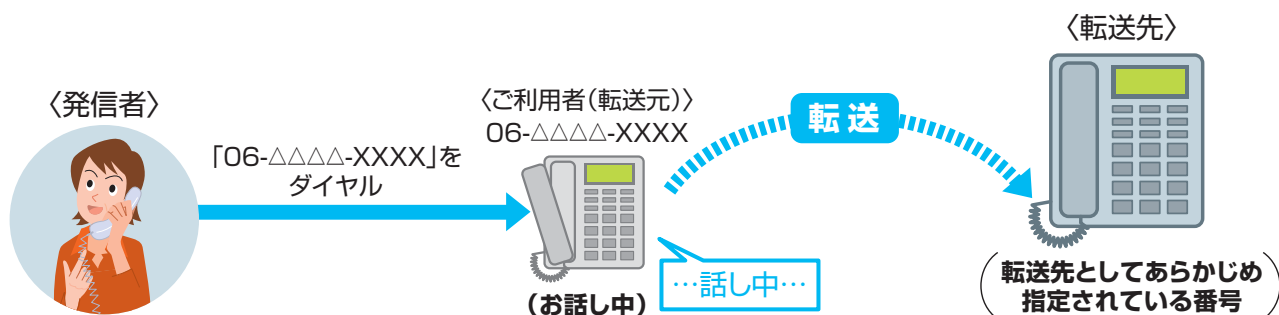 〈発信者〉
「06-△△△△-XXXX」を
ダイヤル
〈ご利用者(転送元)〉
06-△△△△-XXXX
(お話し中)
…話し中…
転送
〈転送先〉
(転送先としてあらかじめ
指定されている番号)